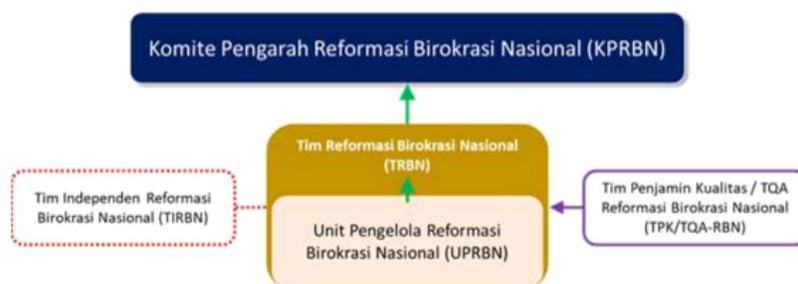 Komite Pengarah Reformasi Birokrasi Nasional (KPRBN)
Tim Reformasi Birokrasi Nasional
(TRBN)
Tim Independen Reformasi
Birokrasi Nasional (TIRBN)
Unit Pengelola Reformasi
Birokrasi Nasional (UPRBN)
Tim Penjamin Kualitas / TQA
Reformasi Birokrasi Nasional
(TPK/TQA-RBN)